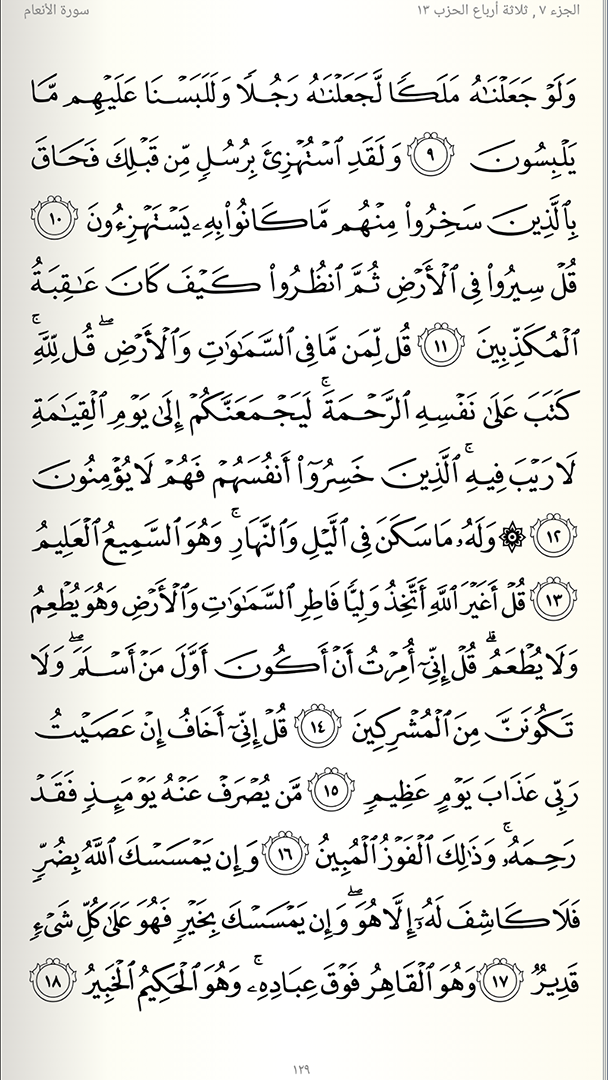 الجزء ٧ , ثلاثة أرباع الحزب ١٣ سورة الأنعام
وَلَوْ جَعَلْنَٰهُ مَلَكًا لَّجَعَلْنَٰهُ رَجُلًا وَلَلَبَسْنَا عَلَيْهِم مَّا
يَلْبِسُونَ ٩ وَلَقَدِ ٱسْتُهْزِئَ بِرُسُلٍ مِّن قَبْلِكَ فَحَاقَ
بِٱلَّذِينَ سَخِرُوا۟ مِنْهُم مَّا كَانُوا۟ بِهِۦ يَسْتَهْزِءُونَ ١٠
قُلْ سِيرُوا۟ فِى ٱلْأَرْضِ ثُمَّ ٱنظُرُوا۟ كَيْفَ كَانَ عَٰقِبَةُ
ٱلْمُكَذِّبِينَ ١١ قُل لِّمَن مَّا فِى ٱلسَّمَٰوَٰتِ وَٱلْأَرْضِ ۖ قُل لِّلَّهِ ۚ
كَتَبَ عَلَىٰ نَفْسِهِ ٱلرَّحْمَةَ ۚ لَيَجْمَعَنَّكُمْ إِلَىٰ يَوْمِ ٱلْقِيَٰمَةِ
لَا رَيْبَ فِيهِ ۚ ٱلَّذِينَ خَسِرُوٓا۟ أَنفُسَهُمْ فَهُمْ لَا يُؤْمِنُونَ
١٢ ۞ وَلَهُۥ مَا سَكَنَ فِى ٱلَّيْلِ وَٱلنَّهَارِ ۚ وَهُوَ ٱلسَّمِيعُ ٱلْعَلِيمُ
١٣ قُلْ أَغَيْرَ ٱللَّهِ أَتَّخِذُ وَلِيًّا فَاطِرِ ٱلسَّمَٰوَٰتِ وَٱلْأَرْضِ وَهُوَ يُطْعِمُ
وَلَا يُطْعَمُ ۗ قُلْ إِنِّىٓ أُمِرْتُ أَنْ أَكُونَ أَوَّلَ مَنْ أَسْلَمَ ۖ وَلَا
تَكُونَنَّ مِنَ ٱلْمُشْرِكِينَ ١٤ قُلْ إِنِّىٓ أَخَافُ إِنْ عَصَيْتُ
رَبِّى عَذَابَ يَوْمٍ عَظِيمٍ ١٥ مَّن يُصْرَفْ عَنْهُ يَوْمَئِذٍ فَقَدْ
رَحِمَهُۥ ۚ وَذَٰلِكَ ٱلْفَوْزُ ٱلْمُبِينُ ١٦ وَإِن يَمْسَسْكَ ٱللَّهُ بِضُرٍّ
فَلَا كَاشِفَ لَهُۥٓ إِلَّا هُوَ ۖ وَإِن يَمْسَسْكَ بِخَيْرٍ فَهُوَ عَلَىٰ كُلِّ شَىْءٍ
قَدِيرٌ ١٧ وَهُوَ ٱلْقَاهِرُ فَوْقَ عِبَادِهِۦ ۚ وَهُوَ ٱلْحَكِيمُ ٱلْخَبِيرُ ١٨
١٢٩